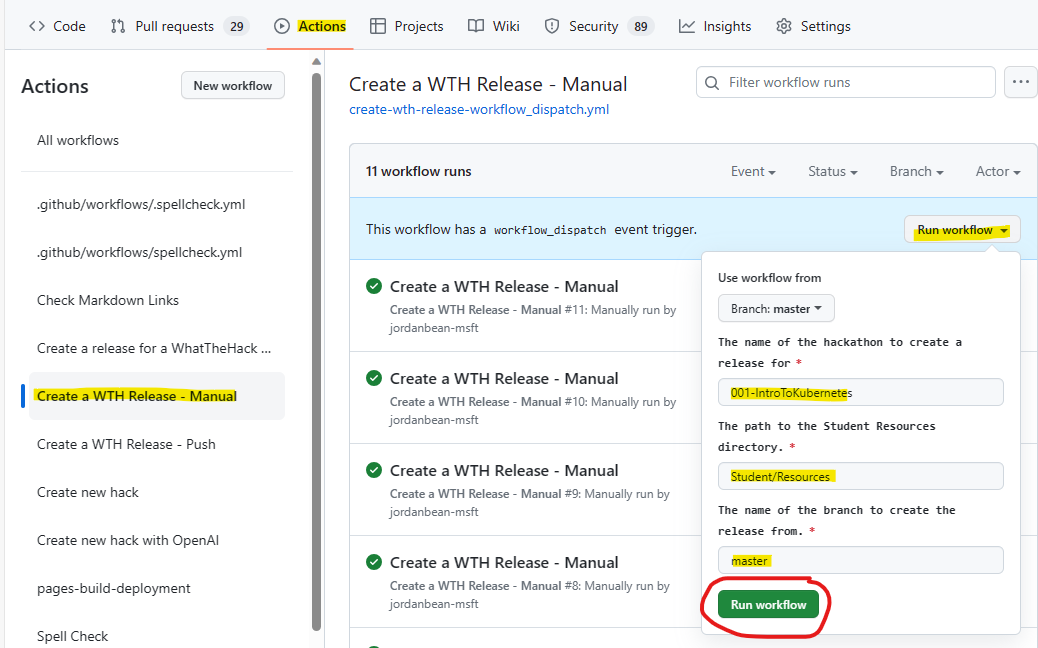 Code Pull requests 29 Actions Projects Wiki Security 89 Insights Settings
Actions
New workflow
All workflows
.github/workflows/.spellcheck.yml
.github/workflows/spellcheck.yml
Check Markdown Links
Create a release for a WhatTheHack ...
Create a WTH Release - Manual
Create a WTH Release - Push
Create new hack
Create new hack with OpenAI
pages-build-deployment
Spell Check
Create a WTH Release - Manual
create-wth-release-workflow_dispatch.yml
Filter workflow runs
...
11 workflow runs
Event Status Branch Actor
This workflow has a workflow_dispatch event trigger.
Run workflow
Create a WTH Release - Manual
Create a WTH Release - Manual #11: Manually run by
jordanbean-msft
Create a WTH Release - Manual
Create a WTH Release - Manual #10: Manually run by
jordanbean-msft
Create a WTH Release - Manual
Create a WTH Release - Manual #9: Manually run by
jordanbean-msft
Create a WTH Release - Manual
Create a WTH Release - Manual #8: Manually run by
jordanbean-msft
Use workflow from
Branch: master
The name of the hackathon to create a
release for *
001-IntroToKubernetes
The path to the Student Resources
directory. *
Student/Resources
The name of the branch to create the
release from. *
master
Run workflow